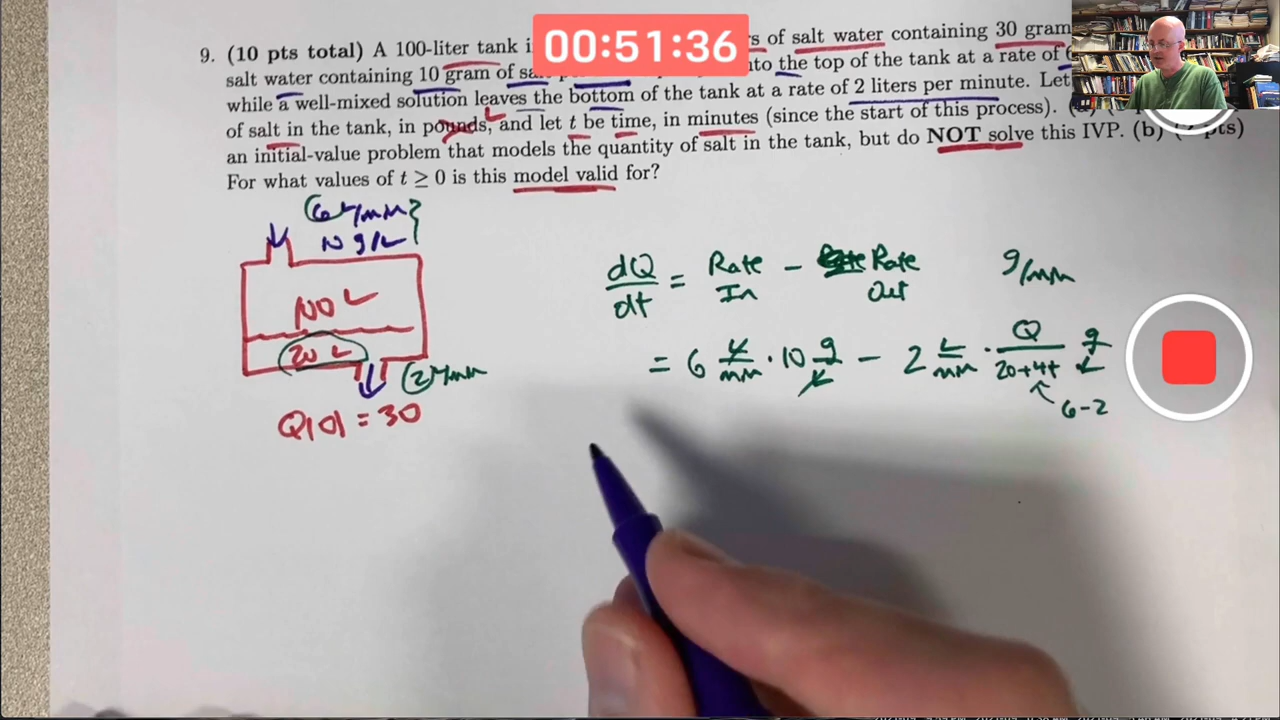 00:51:36
9. (10 pts total) A 100-liter tank i s of salt water containing 30 gram
salt water containing 10 gram of sal nto the top of the tank at a rate of
while a well-mixed solution leaves the bottom of the tank at a rate of 2 liters per minute. Let
of salt in the tank, in pounds, and let t be time, in minutes (since the start of this process).
an initial-value problem that models the quantity of salt in the tank, but do NOT solve this IVP. (b) pts)
For what values of t ≥ 0 is this model valid for?
6 L/min
10 g/L
100 L
20 L
2 L/min
Q(0) = 30
dQ/dt = Rate In - Rate Out g/min
= 6 L/min · 10 g/L - 2 L/min · Q/(20+4t) g/L
6-2